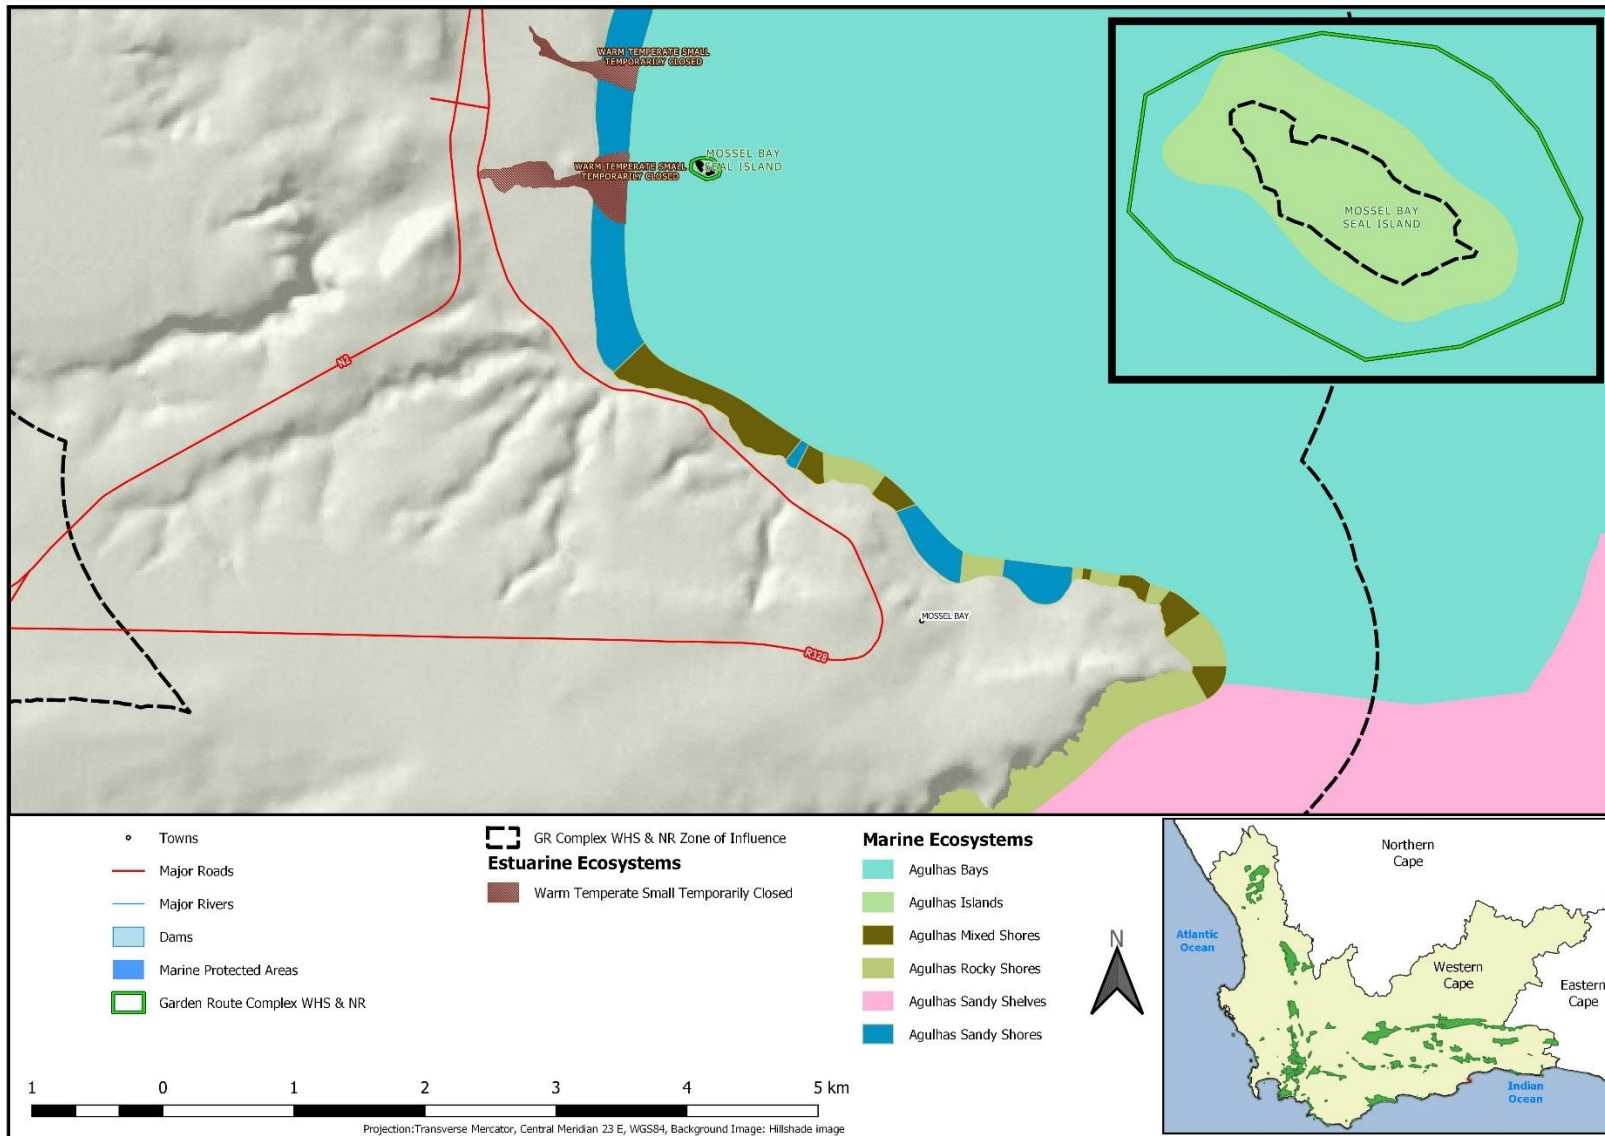 WARM TEMPERATE SMALL
TEMPORARILY CLOSED
WARM TEMPERATE SMALL
TEMPORARILY CLOSED
MOSSEL BAY
SEAL ISLAND
MOSSEL BAY
SEAL ISLAND
N2
MOSSEL BAY
R328
Towns
Major Roads
Major Rivers
Dams
Marine Protected Areas
Garden Route Complex WHS & NR
GR Complex WHS & NR Zone of Influence
Estuarine Ecosystems
Warm Temperate Small Temporarily Closed
Marine Ecosystems
Agulhas Bays
Agulhas Islands
Agulhas Mixed Shores
Agulhas Rocky Shores
Agulhas Sandy Shelves
Agulhas Sandy Shores
N
Northern
Cape
Atlantic
Ocean
Western
Cape
Eastern
Cape
Indian
Ocean
1 0 1 2 3 4 5 km
Projection:Transverse Mercator, Central Meridian 23 E, WGS84, Background Image: Hillshade image